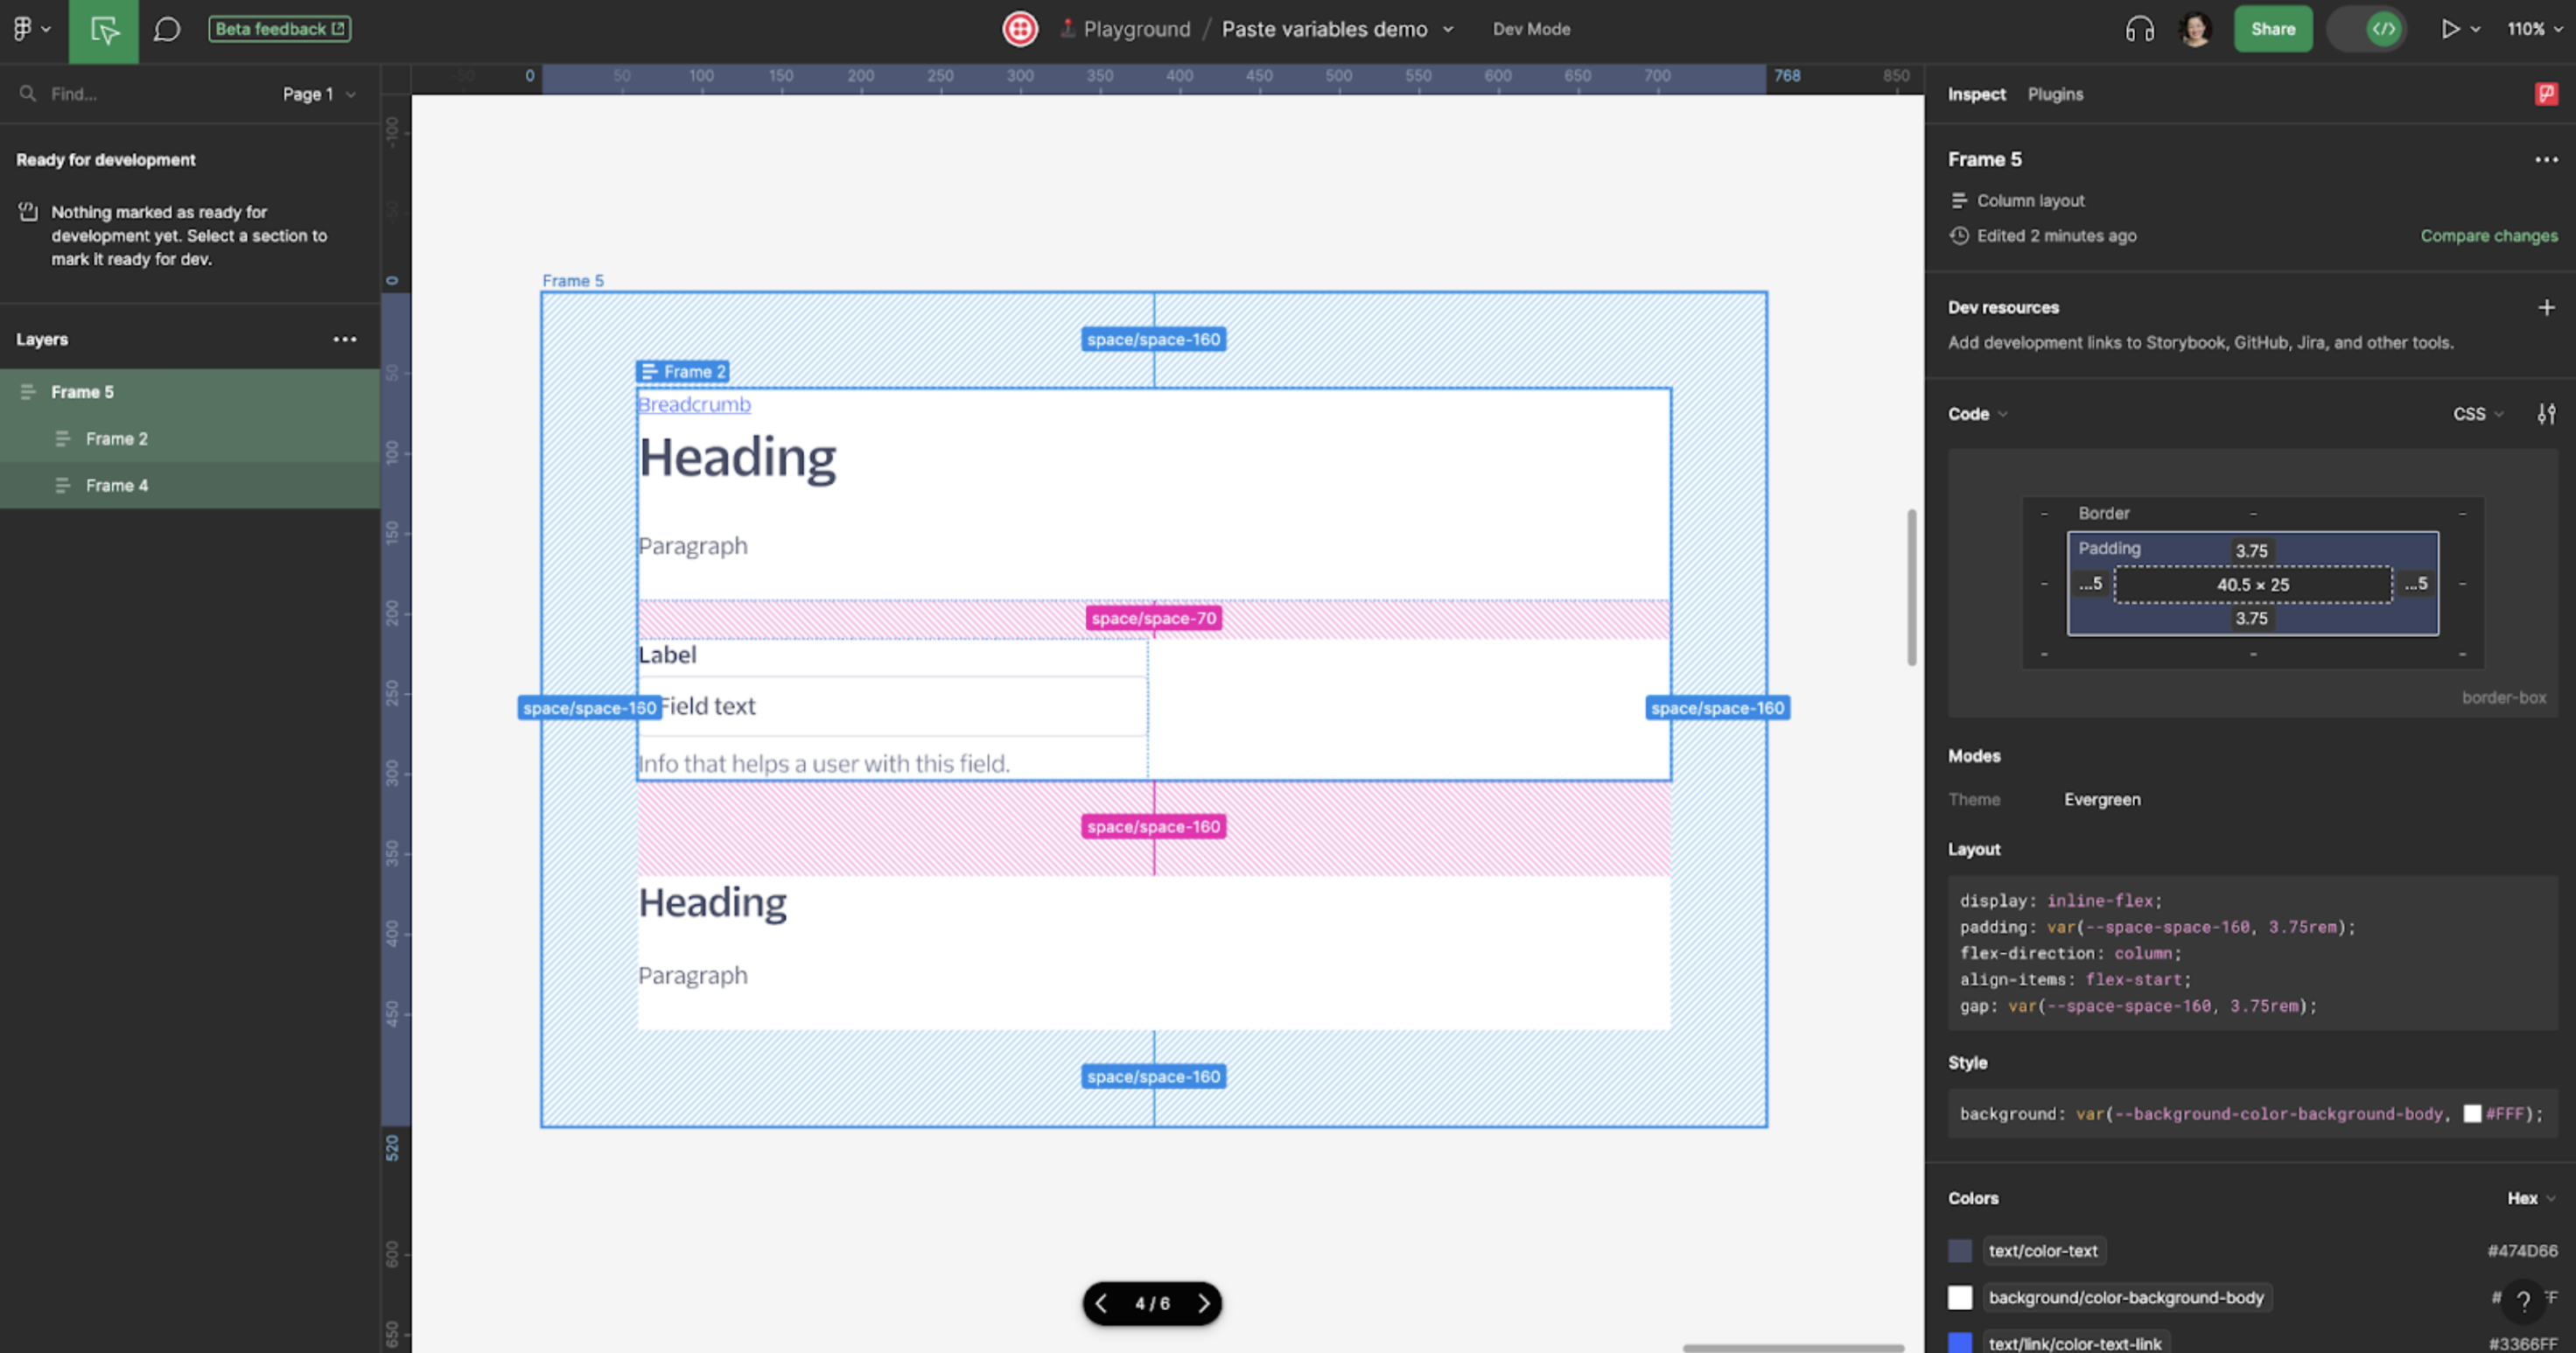 Beta feedback
Playground / Paste variables demo
Dev Mode
Share
110%
Find...
Page 1
Ready for development
Nothing marked as ready for
development yet. Select a section to
mark it ready for dev.
Layers
Frame 5
Frame 2
Frame 4
-50 0 50 100 150 200 250 300 350 400 450 500 550 600 650 700 768 850
-100
-50
0
50
100
150
200
250
300
350
400
450
520
600
650
Frame 5
space/space-160
Frame 2
Breadcrumb
Heading
Paragraph
space/space-70
Label
space/space-160
Field text
space/space-160
Info that helps a user with this field.
space/space-160
Heading
Paragraph
space/space-160
4 / 6
Inspect Plugins
Frame 5
Column layout
Edited 2 minutes ago
Compare changes
Dev resources
Add development links to Storybook, GitHub, Jira, and other tools.
Code
CSS
- Border - -
Padding 3.75
- ...5 40.5 × 25 ...5 -
3.75
- - -
border-box
Modes
Theme Evergreen
Layout
display: inline-flex;
padding: var(--space-space-160, 3.75rem);
flex-direction: column;
align-items: flex-start;
gap: var(--space-space-160, 3.75rem);
Style
background: var(--background-color-background-body, #FFF);
Colors
Hex
text/color-text #474D66
background/color-background-body
?
text/link/color-text-link #3366FF